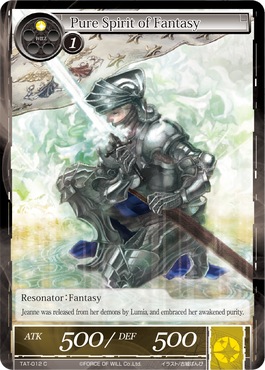 Pure Spirit of Fantasy
WILL
1
Resonator : Fantasy
Jeanne was released from her demons by Lumia, and embraced her awakened purity.
ATK 500 / DEF 500
TAT-012 C ©FORCE OF WILL Co.,Ltd.